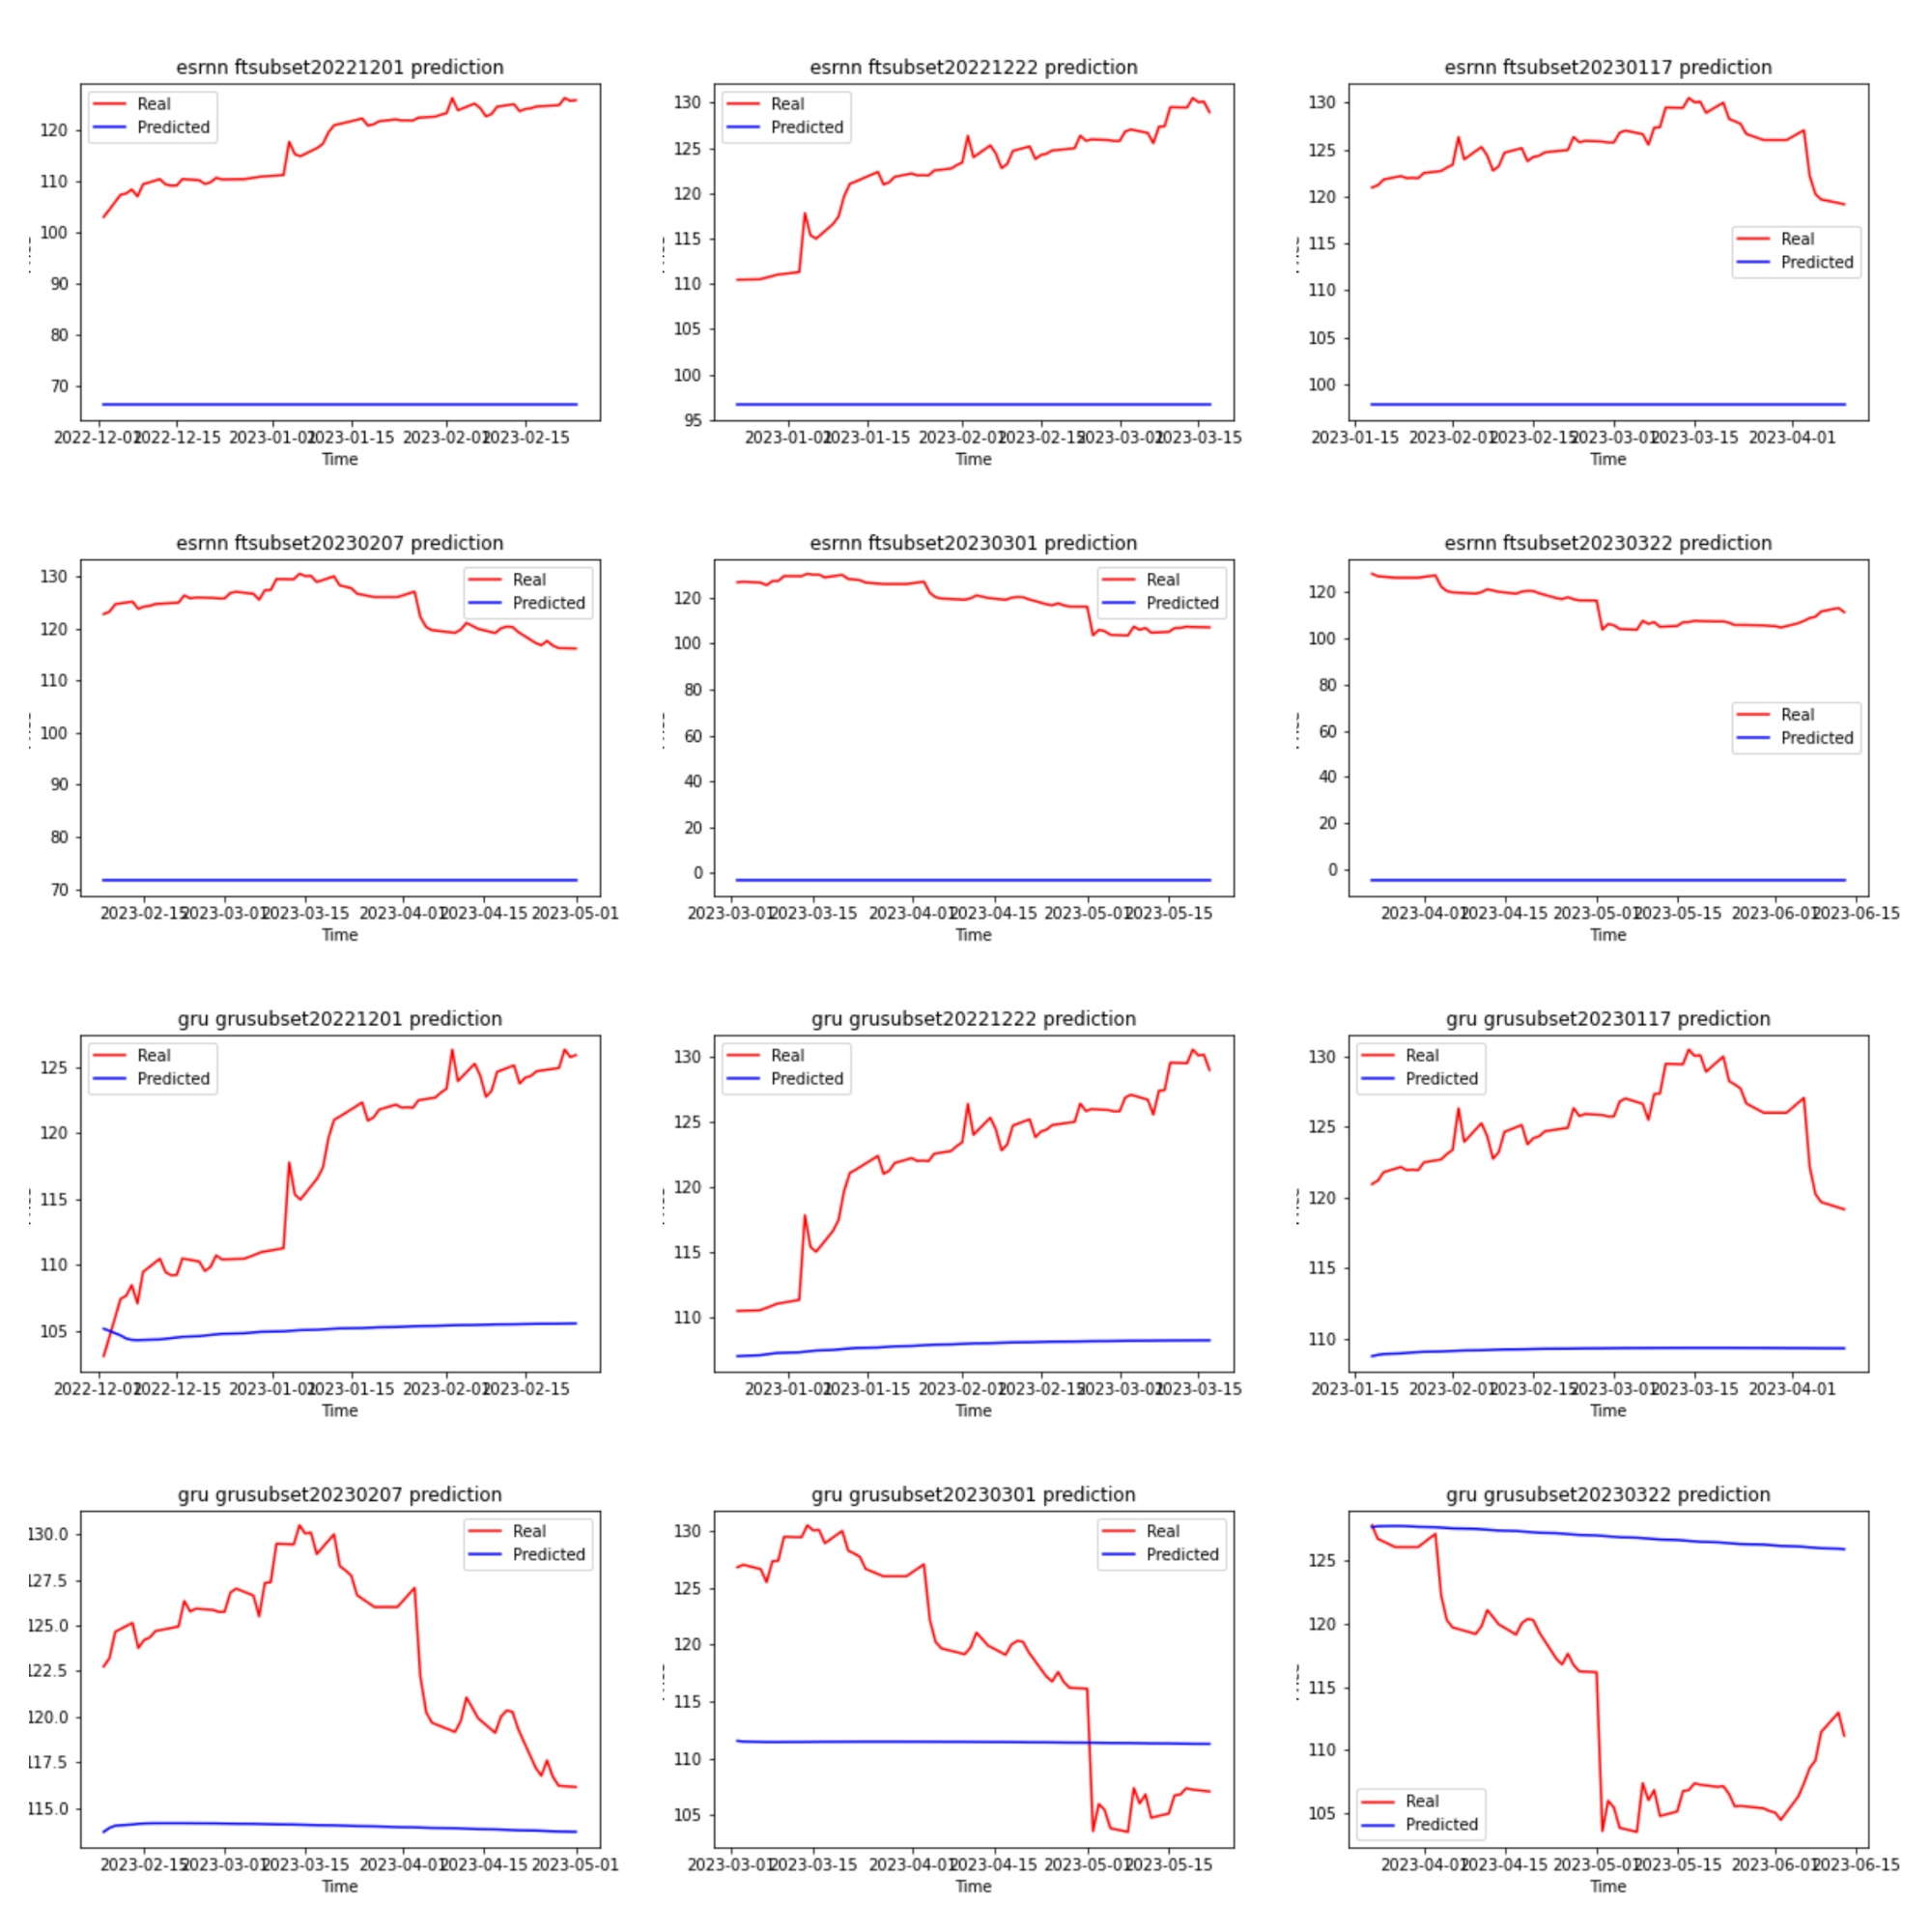 esrnn ftsubset20221201 prediction
Real
Predicted
120
110
100
90
80
70
2022-12-01 2022-12-15 2023-01-01 2023-01-15 2023-02-01 2023-02-15
Time
esrnn ftsubset20221222 prediction
Real
Predicted
130
125
120
115
110
105
100
95
2023-01-01 2023-01-15 2023-02-01 2023-02-15 2023-03-01 2023-03-15
Time
esrnn ftsubset20230117 prediction
130
125
120
115
110
105
100
Real
Predicted
2023-01-15 2023-02-01 2023-02-15 2023-03-01 2023-03-15 2023-04-01
Time
esrnn ftsubset20230207 prediction
Real
Predicted
130
120
110
100
90
80
70
2023-02-15 2023-03-01 2023-03-15 2023-04-01 2023-04-15 2023-05-01
Time
esrnn ftsubset20230301 prediction
Real
Predicted
120
100
80
60
40
20
0
2023-03-01 2023-03-15 2023-04-01 2023-04-15 2023-05-01 2023-05-15
Time
esrnn ftsubset20230322 prediction
120
100
80
60
40
20
0
Real
Predicted
2023-04-01 2023-04-15 2023-05-01 2023-05-15 2023-06-01 2023-06-15
Time
gru grusubset20221201 prediction
Real
Predicted
125
120
115
110
105
2022-12-01 2022-12-15 2023-01-01 2023-01-15 2023-02-01 2023-02-15
Time
gru grusubset20221222 prediction
Real
Predicted
130
125
120
115
110
2023-01-01 2023-01-15 2023-02-01 2023-02-15 2023-03-01 2023-03-15
Time
gru grusubset20230117 prediction
Real
Predicted
130
125
120
115
110
2023-01-15 2023-02-01 2023-02-15 2023-03-01 2023-03-15 2023-04-01
Time
gru grusubset20230207 prediction
Real
Predicted
130.0
127.5
125.0
122.5
120.0
117.5
115.0
2023-02-15 2023-03-01 2023-03-15 2023-04-01 2023-04-15 2023-05-01
Time
gru grusubset20230301 prediction
Real
Predicted
130
125
120
115
110
105
2023-03-01 2023-03-15 2023-04-01 2023-04-15 2023-05-01 2023-05-15
Time
gru grusubset20230322 prediction
125
120
115
110
105
Real
Predicted
2023-04-01 2023-04-15 2023-05-01 2023-05-15 2023-06-01 2023-06-15
Time